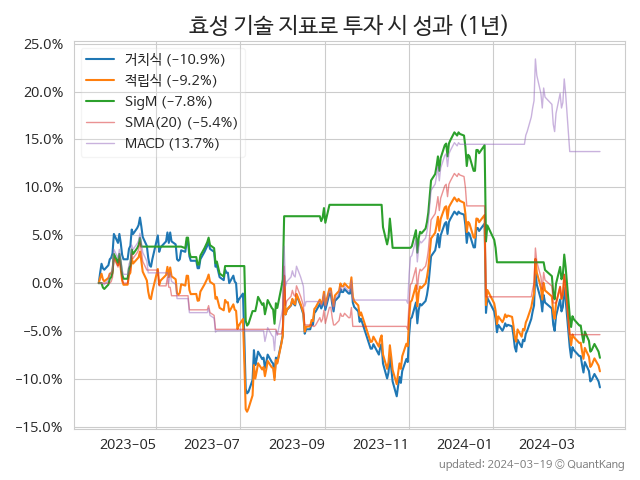 효성 기술 지표로 투자 시 성과 (1년)
25.0%
20.0%
15.0%
10.0%
5.0%
0.0%
−5.0%
−10.0%
−15.0%
거치식 (−10.9%)
적립식 (−9.2%)
SigM (−7.8%)
SMA(20) (−5.4%)
MACD (13.7%)
2023-05 2023-07 2023-09 2023-11 2024-01 2024-03
updated: 2024-03-19 © QuantKang